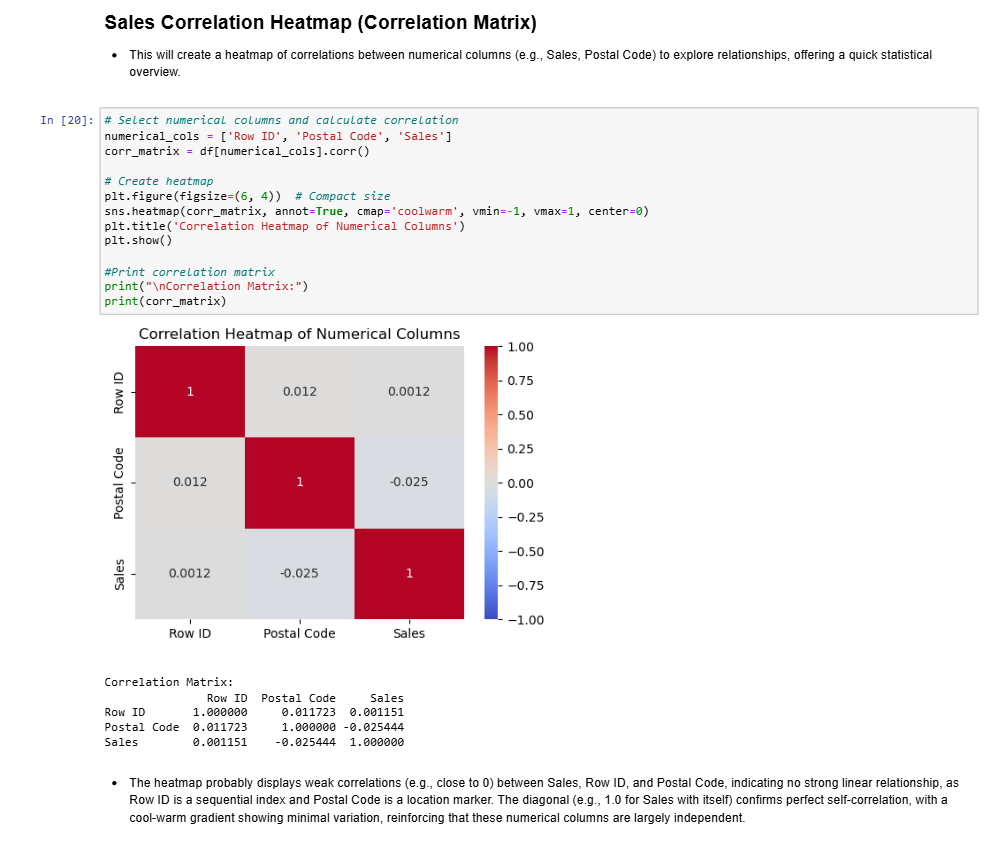 Sales Correlation Heatmap (Correlation Matrix)
• This will create a heatmap of correlations between numerical columns (e.g., Sales, Postal Code) to explore relationships, offering a quick statistical
overview.
In [20]:
# Select numerical columns and calculate correlation
numerical_cols = ['Row ID', 'Postal Code', 'Sales']
corr_matrix = df[numerical_cols].corr()
# Create heatmap
plt.figure(figsize=(6, 4))  # Compact size
sns.heatmap(corr_matrix, annot=True, cmap='coolwarm', vmin=-1, vmax=1, center=0)
plt.title('Correlation Heatmap of Numerical Columns')
plt.show()
#Print correlation matrix
print("\nCorrelation Matrix:")
print(corr_matrix)
Correlation Heatmap of Numerical Columns
Row ID
1 0.012 0.0012
Postal Code
0.012 1 -0.025
Sales
0.0012 -0.025 1
Row ID Postal Code Sales
1.00
0.75
0.50
0.25
0.00
−0.25
−0.50
−0.75
−1.00
Correlation Matrix:
Row ID Postal Code Sales
Row ID 1.000000 0.011723 0.001151
Postal Code 0.011723 1.000000 -0.025444
Sales 0.001151 -0.025444 1.000000
• The heatmap probably displays weak correlations (e.g., close to 0) between Sales, Row ID, and Postal Code, indicating no strong linear relationship, as
Row ID is a sequential index and Postal Code is a location marker. The diagonal (e.g., 1.0 for Sales with itself) confirms perfect self-correlation, with a
cool-warm gradient showing minimal variation, reinforcing that these numerical columns are largely independent.